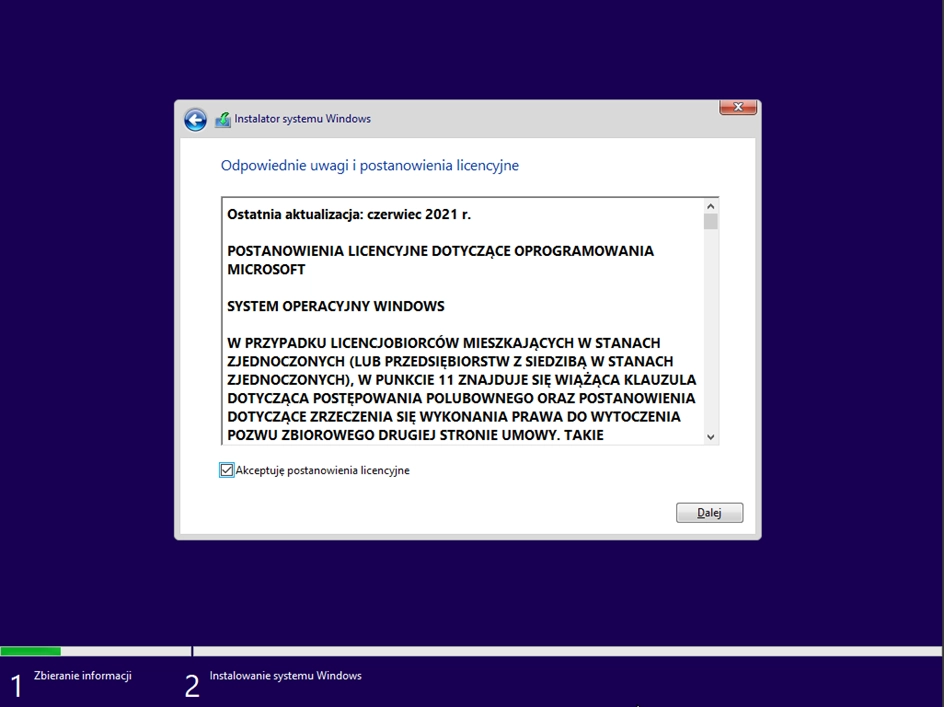 Instalator systemu Windows
Odpowiednie uwagi i postanowienia licencyjne
Ostatnia aktualizacja: czerwiec 2021 r.
POSTANOWIENIA LICENCYJNE DOTYCZĄCE OPROGRAMOWANIA
MICROSOFT
SYSTEM OPERACYJNY WINDOWS
W PRZYPADKU LICENCJOBIORCÓW MIESZKAJĄCYCH W STANACH
ZJEDNOCZONYCH (LUB PRZEDSIĘBIORSTW Z SIEDZIBĄ W STANACH
ZJEDNOCZONYCH), W PUNKCIE 11 ZNAJDUJE SIĘ WIĄŻĄCA KLAUZULA
DOTYCZĄCA POSTĘPOWANIA POLUBOWNEGO ORAZ POSTANOWIENIA
DOTYCZĄCE ZRZECZENIA SIĘ WYKONANIA PRAWA DO WYTOCZENIA
POZWU ZBIOROWEGO DRUGIEJ STRONIE UMOWY. TAKIE
Akceptuję postanowienia licencyjne
Dalej
1 Zbieranie informacji
2 Instalowanie systemu Windows